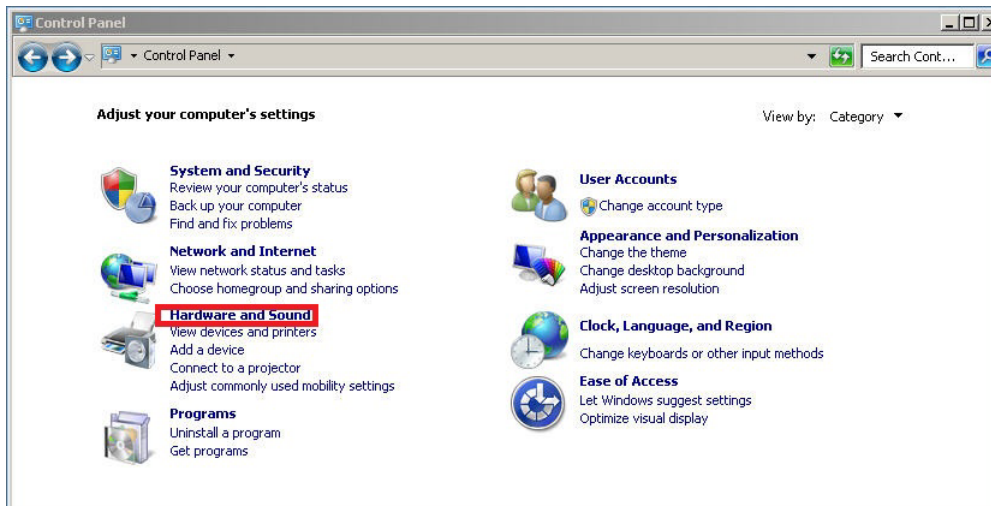 Control Panel
Control Panel
Search Cont...
Adjust your computer's settings
View by: Category
System and Security
Review your computer's status
Back up your computer
Find and fix problems
Network and Internet
View network status and tasks
Choose homegroup and sharing options
Hardware and Sound
View devices and printers
Add a device
Connect to a projector
Adjust commonly used mobility settings
Programs
Uninstall a program
Get programs
User Accounts
Change account type
Appearance and Personalization
Change the theme
Change desktop background
Adjust screen resolution
Clock, Language, and Region
Change keyboards or other input methods
Ease of Access
Let Windows suggest settings
Optimize visual display